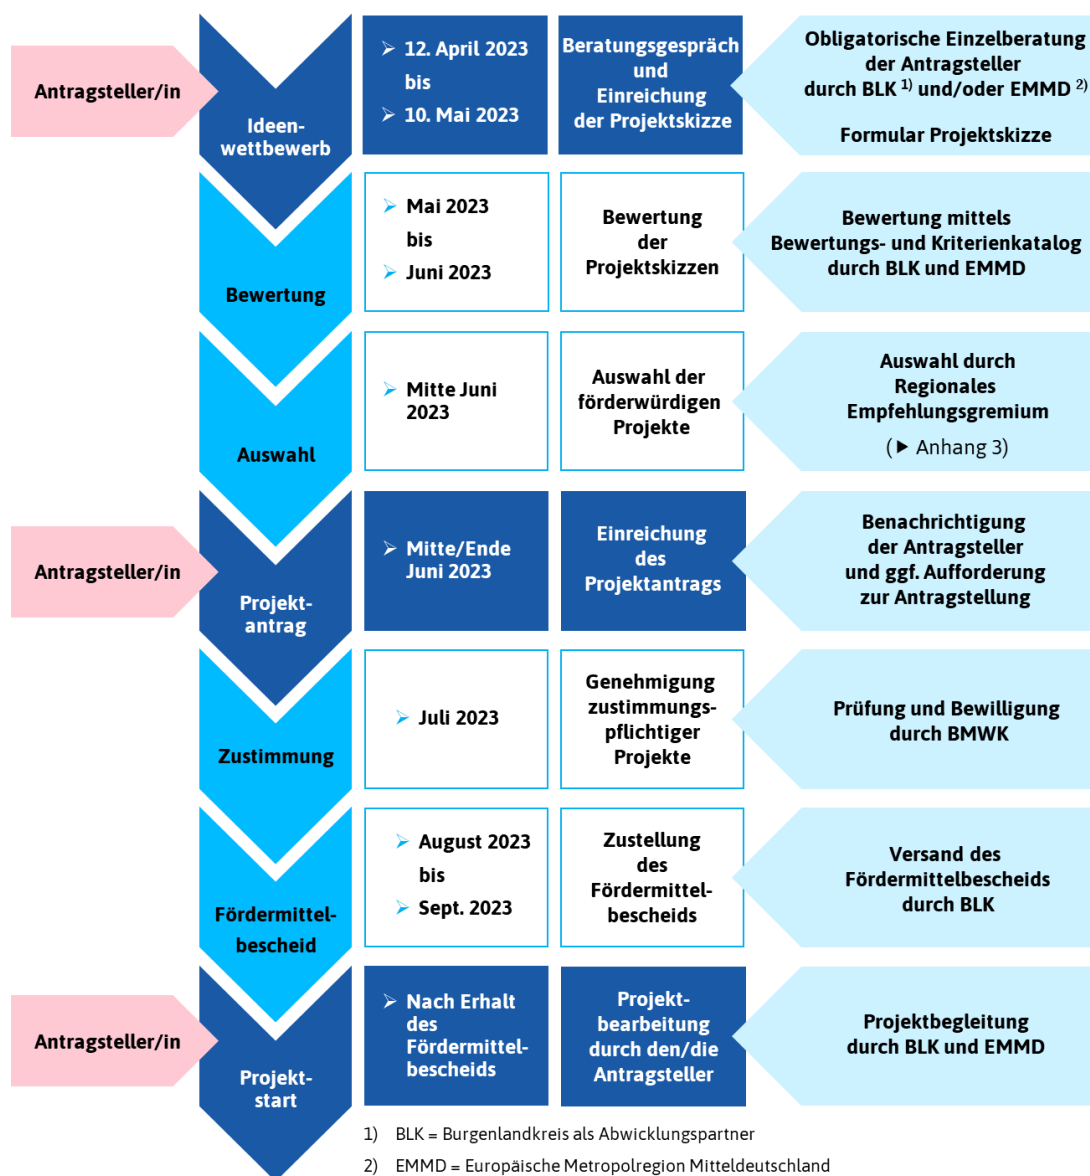 Antragsteller/in
Ideen-
wettbewerb
➢ 12. April 2023
bis
➢ 10. Mai 2023
Beratungsgespräch
und
Einreichung
der Projektskizze
Obligatorische Einzelberatung
der Antragsteller
durch BLK 1) und/oder EMMD 2)
Formular Projektskizze
Bewertung
➢ Mai 2023
bis
➢ Juni 2023
Bewertung
der
Projektskizzen
Bewertung mittels
Bewertungs- und Kriterienkatalog
durch BLK und EMMD
Auswahl
➢ Mitte Juni
2023
Auswahl der
förderwürdigen
Projekte
Auswahl durch
Regionales
Empfehlungsgremium
(► Anhang 3)
Antragsteller/in
Projekt-
antrag
➢ Mitte/Ende
Juni 2023
Einreichung
des
Projektantrags
Benachrichtigung
der Antragsteller
und ggf. Aufforderung
zur Antragstellung
Zustimmung
➢ Juli 2023
Genehmigung
zustimmungs-
pflichtiger
Projekte
Prüfung und Bewilligung
durch BMWK
Fördermittel-
bescheid
➢ August 2023
bis
➢ Sept. 2023
Zustellung
des
Fördermittel-
bescheids
Versand des
Fördermittelbescheids
durch BLK
Antragsteller/in
Projekt-
start
➢ Nach Erhalt
des
Fördermittel-
bescheids
Projekt-
bearbeitung
durch den/die
Antragsteller
Projektbegleitung
durch BLK und EMMD
1) BLK = Burgenlandkreis als Abwicklungspartner
2) EMMD = Europäische Metropolregion Mitteldeutschland